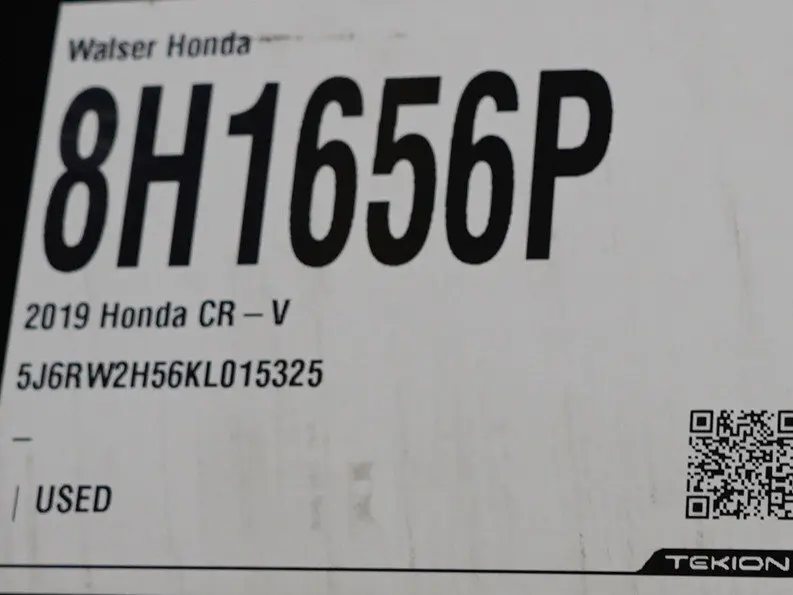 Walser Honda
8H1656P
2019 Honda CR – V
5J6RW2H56KL015325
–
| USED
TEKION